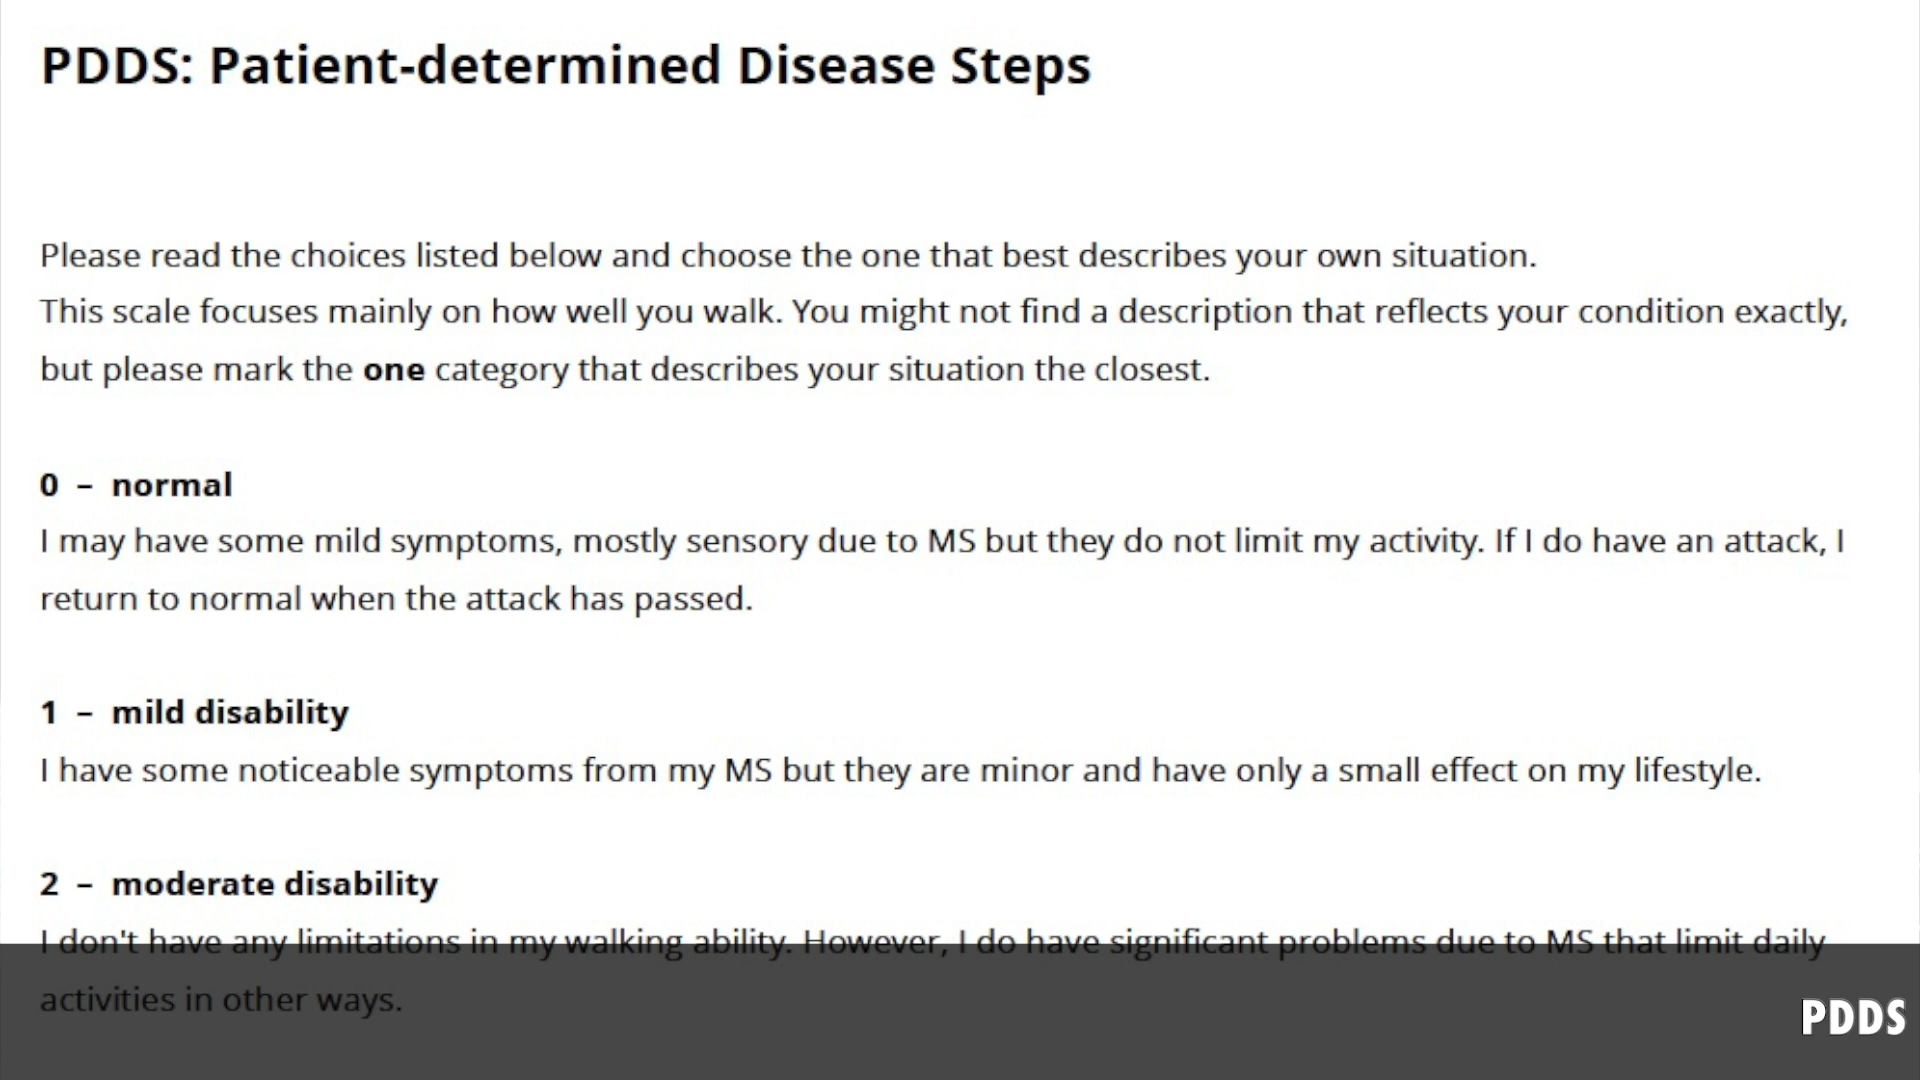 PDDS: Patient-determined Disease Steps
Please read the choices listed below and choose the one that best describes your own situation.
This scale focuses mainly on how well you walk. You might not find a description that reflects your condition exactly,
but please mark the one category that describes your situation the closest.
0 – normal
I may have some mild symptoms, mostly sensory due to MS but they do not limit my activity. If I do have an attack, I
return to normal when the attack has passed.
1 – mild disability
I have some noticeable symptoms from my MS but they are minor and have only a small effect on my lifestyle.
2 – moderate disability
I don't have any limitations in my walking ability. However, I do have significant problems due to MS that limit daily
activities in other ways.
PDDS